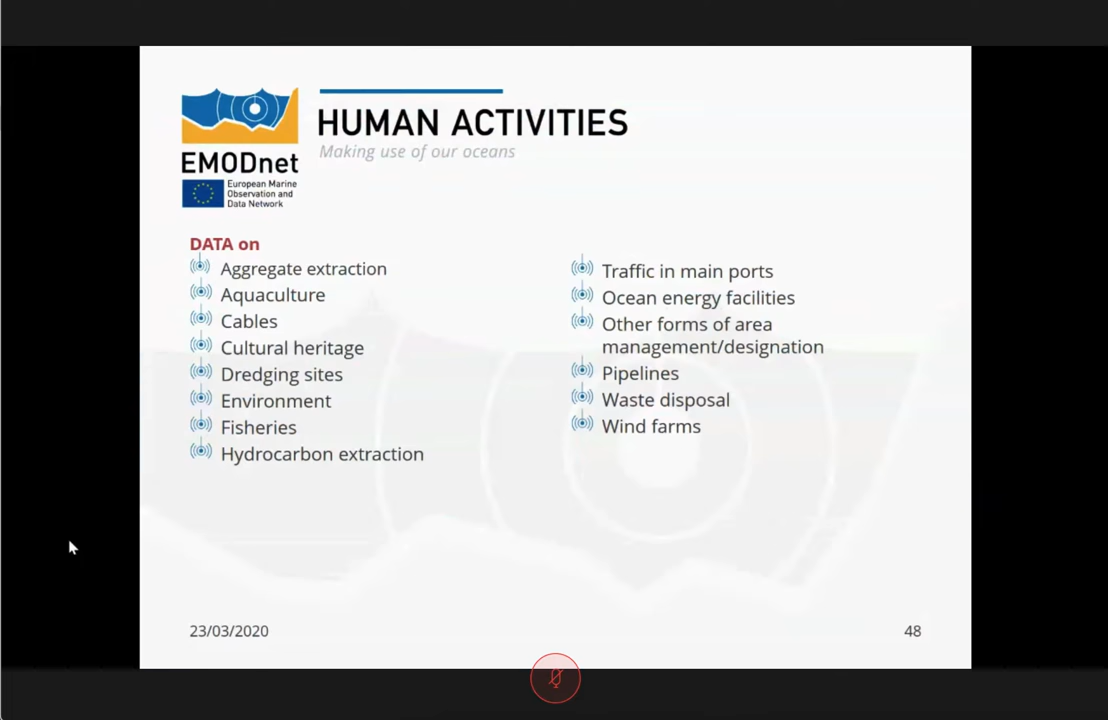 HUMAN ACTIVITIES
Making use of our oceans
EMODnet
European Marine
Observation and
Data Network
DATA on
Aggregate extraction
Aquaculture
Cables
Cultural heritage
Dredging sites
Environment
Fisheries
Hydrocarbon extraction
Traffic in main ports
Ocean energy facilities
Other forms of area
management/designation
Pipelines
Waste disposal
Wind farms
23/03/2020
48